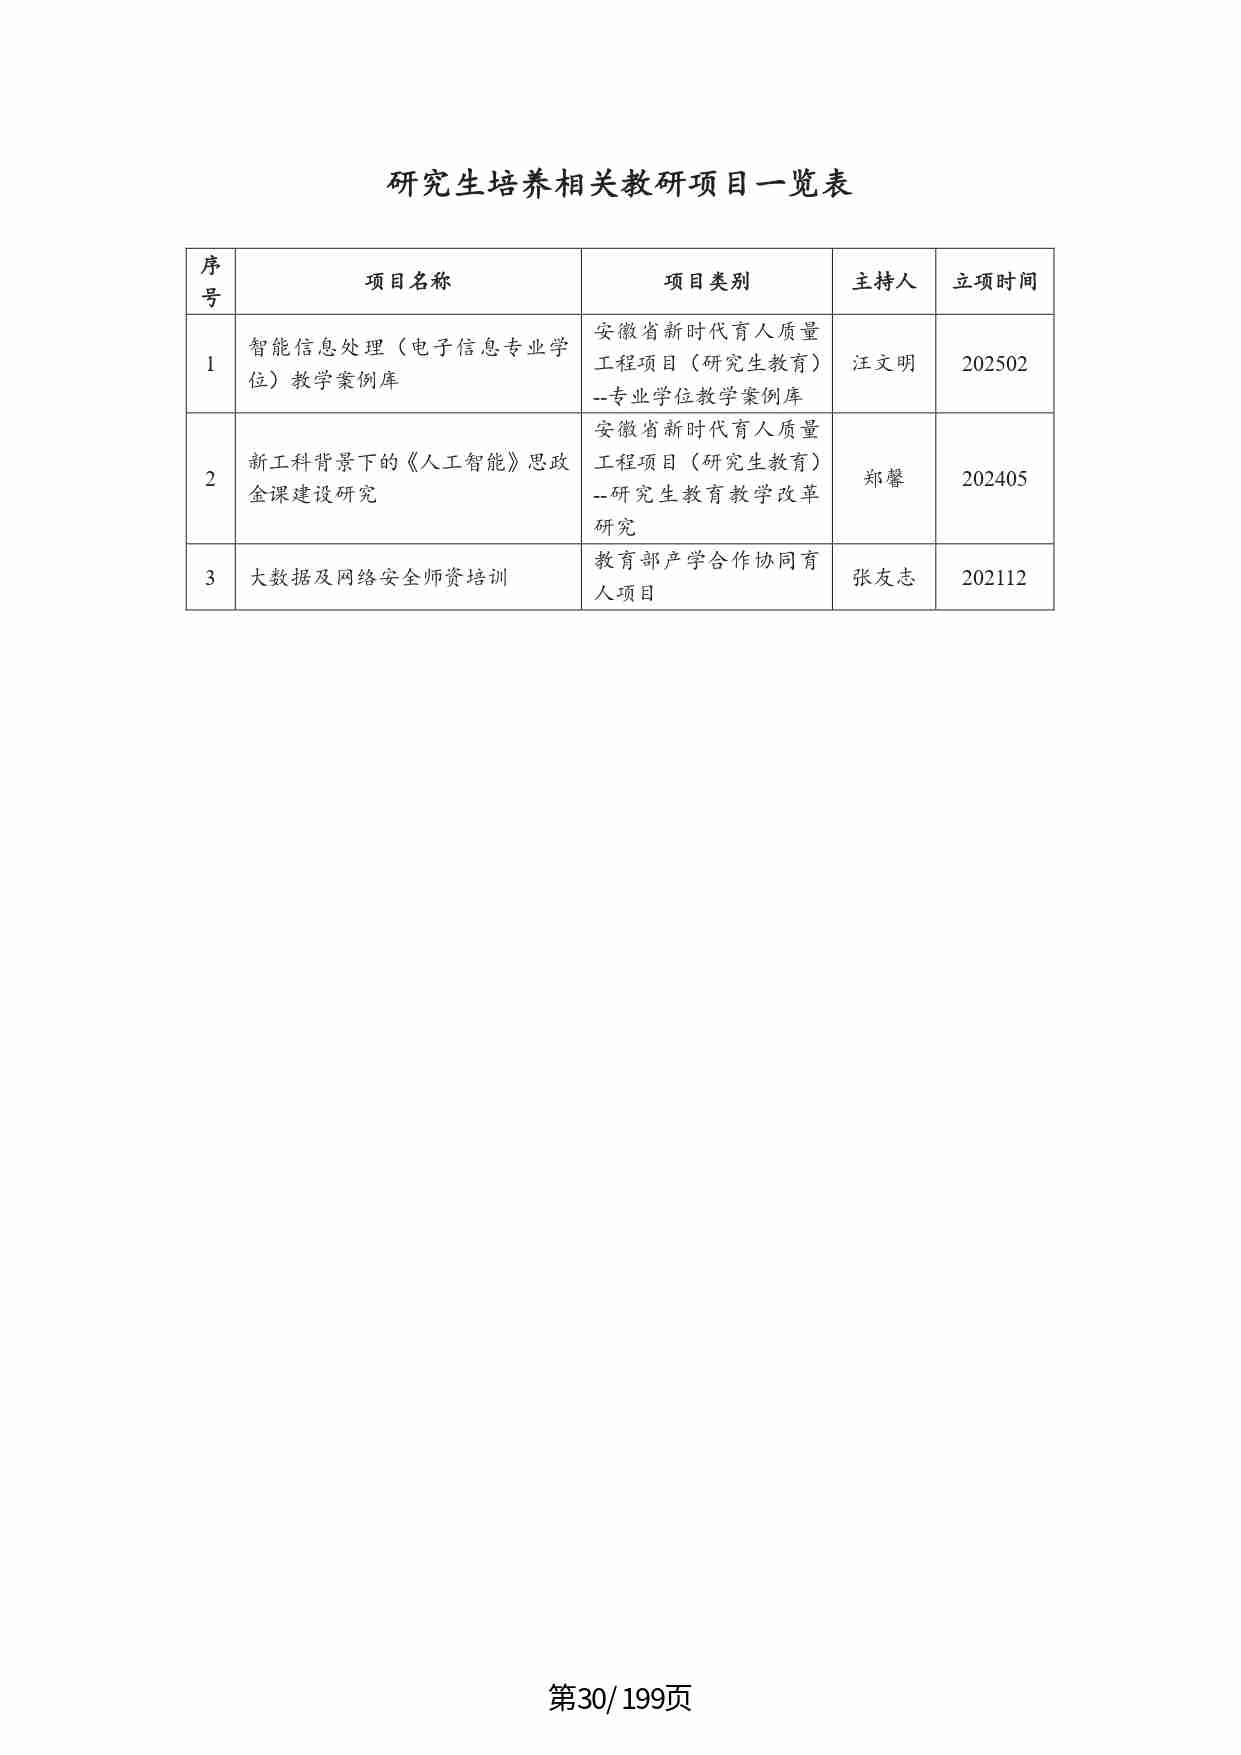 研究生培养相关教研项目一览表
序
号
项目名称
项目类别
主持人
立项时间
1
智能信息处理（电子信息专业学
位）教学案例库
安徽省新时代育人质量
工程项目（研究生教育）
--专业学位教学案例库
汪文明
202502
2
新工科背景下的《人工智能》思政
金课建设研究
安徽省新时代育人质量
工程项目（研究生教育）
--研究生教育教学改革
研究
郑馨
202405
3
大数据及网络安全师资培训
教育部产学合作协同育
人项目
张友志
202112
第30/ 199页